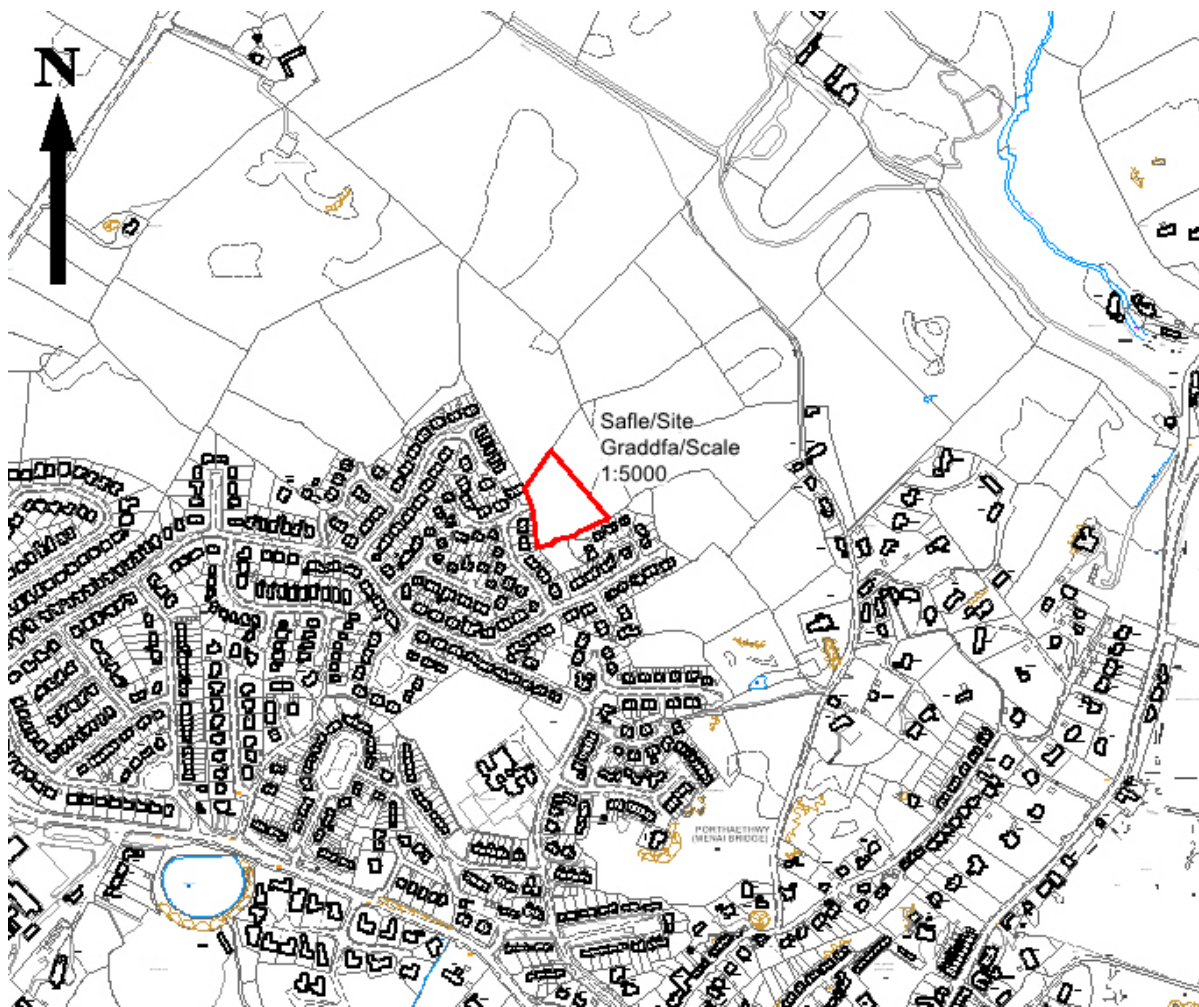 N
Safle/Site
Graddfa/Scale
1:5000
PORTHAETHWY
(MENAI BRIDGE)